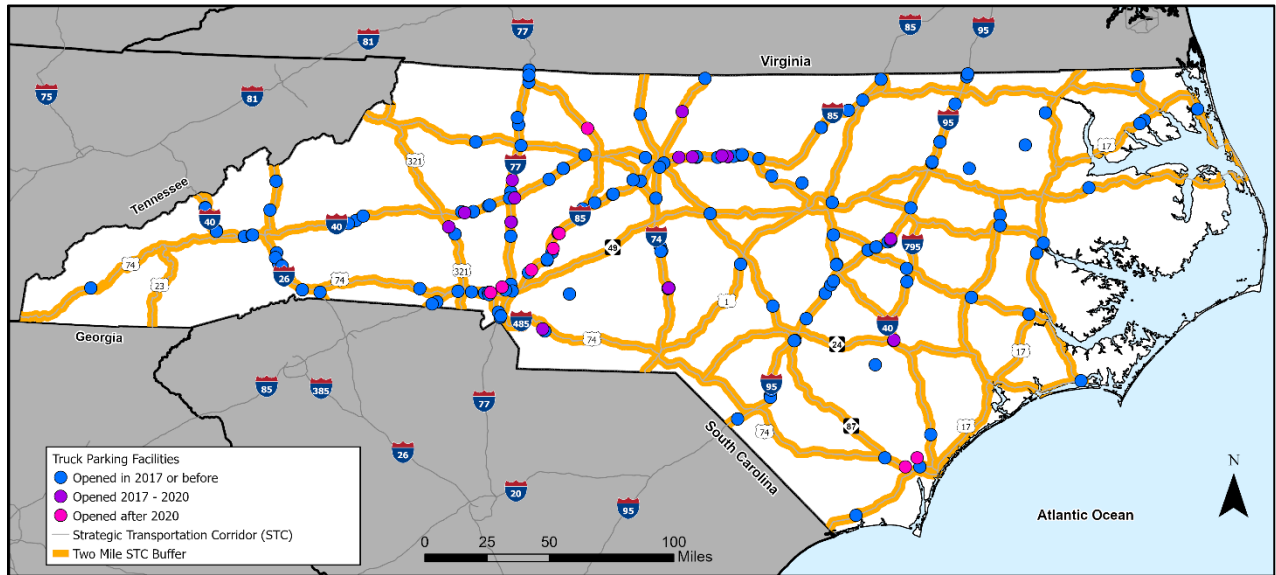 77
85
95
81
Virginia
75
81
85
95
17
321
77
Tennessee
40
40
85
49
74
795
74
23
26
74
321
1
485
74
40
24
17
Georgia
85
385
77
95
74
87
17
South Carolina
26
20
95
Atlantic Ocean
N
Truck Parking Facilities
Opened in 2017 or before
Opened 2017 - 2020
Opened after 2020
Strategic Transportation Corridor (STC)
Two Mile STC Buffer
0 25 50 100
Miles